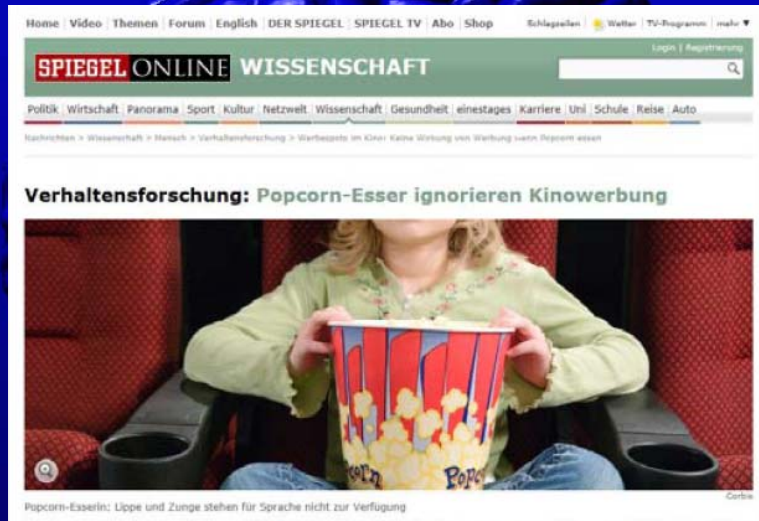 Home Video Themen Forum English DER SPIEGEL SPIEGEL TV Abo Shop Schlagzeilen Wetter TV-Programm mehr ▼
Login | Registrierung
SPIEGEL ONLINE WISSENSCHAFT
Politik Wirtschaft Panorama Sport Kultur Netzwelt Wissenschaft Gesundheit einestages Karriere Uni Schule Reise Auto
Nachrichten > Wissenschaft > Mensch > Verhaltensforschung > Werbespots im Kino: Keine Wirkung von Werbung wenn Popcorn essen
Verhaltensforschung: Popcorn-Esser ignorieren Kinowerbung
Popcorn
Corbis
Popcorn-Esserin: Lippe und Zunge stehen für Sprache nicht zur Verfügung